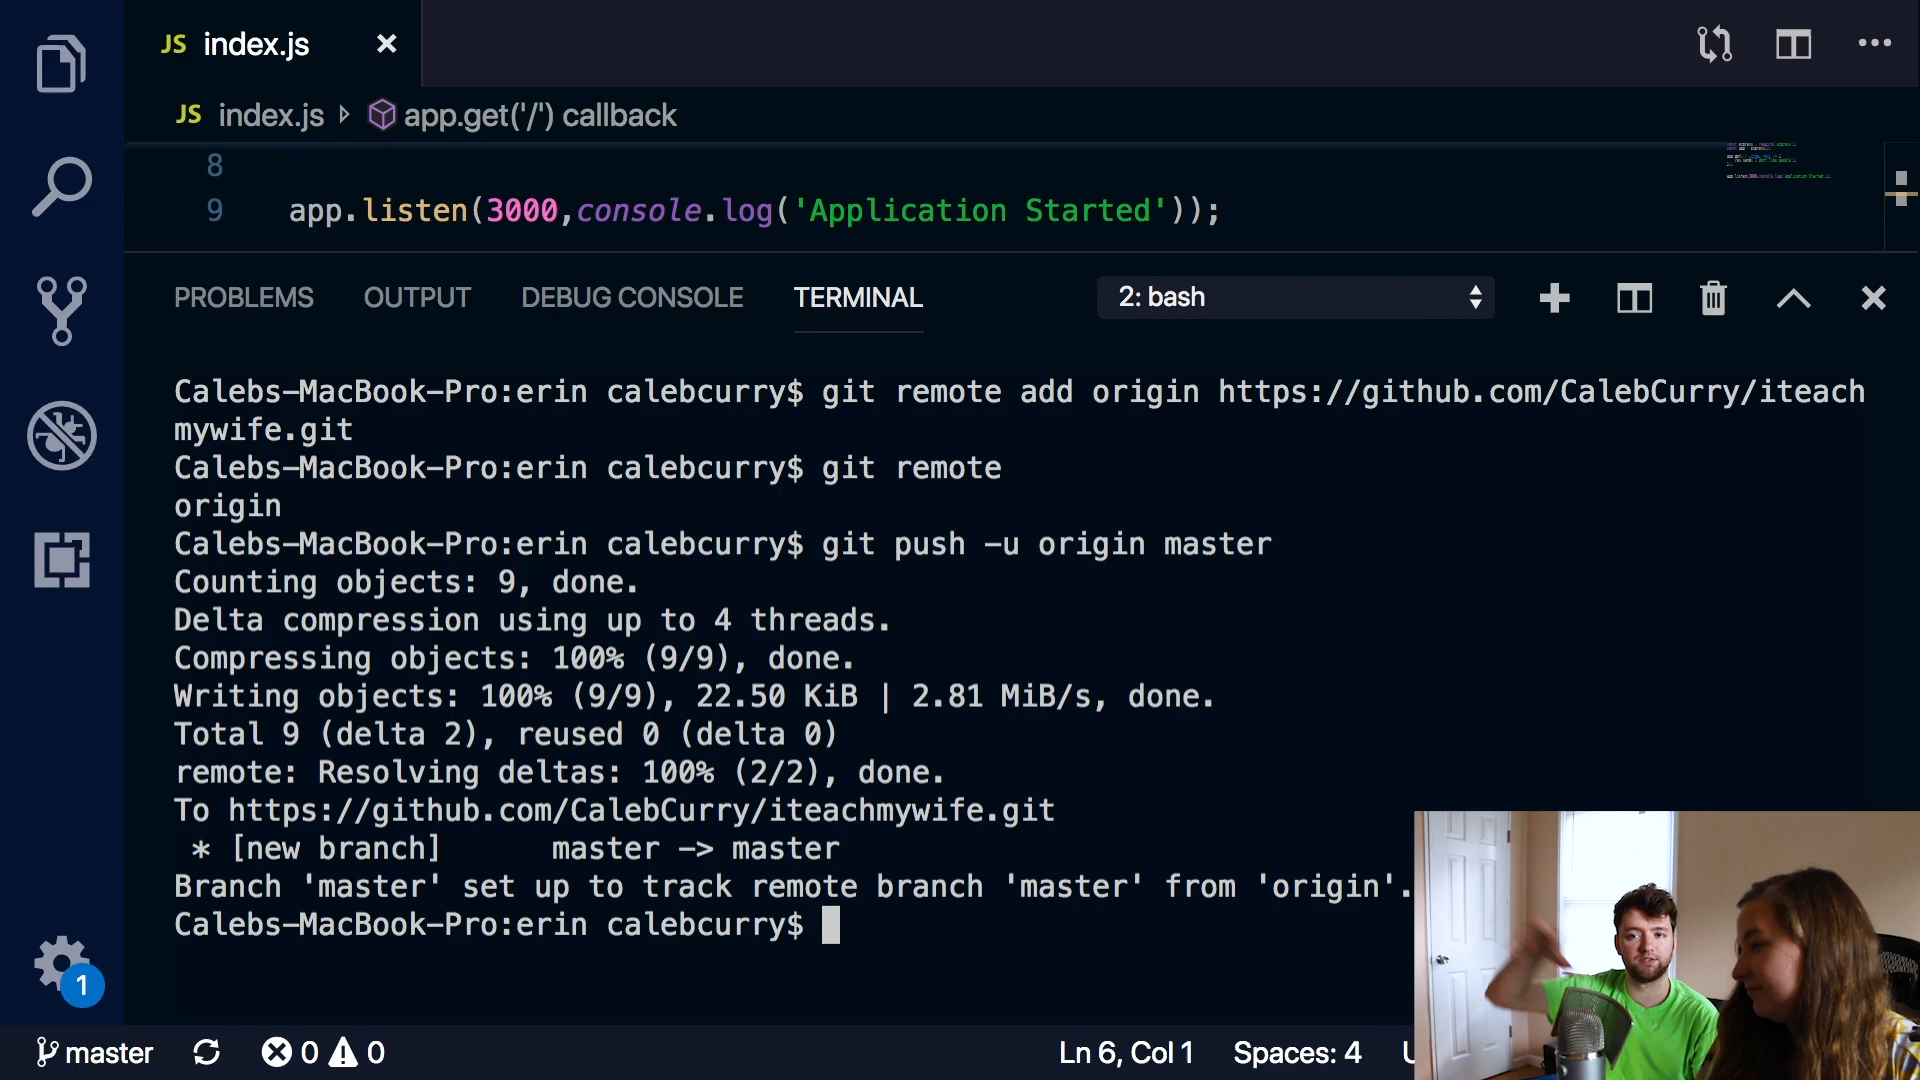 JS index.js
JS index.js app.get('/') callback
8
9 app.listen(3000,console.log('Application Started'));
PROBLEMS OUTPUT DEBUG CONSOLE TERMINAL 2: bash
Calebs-MacBook-Pro:erin calebcurry$ git remote add origin https://github.com/CalebCurry/iteach
mywife.git
Calebs-MacBook-Pro:erin calebcurry$ git remote
origin
Calebs-MacBook-Pro:erin calebcurry$ git push -u origin master
Counting objects: 9, done.
Delta compression using up to 4 threads.
Compressing objects: 100% (9/9), done.
Writing objects: 100% (9/9), 22.50 KiB | 2.81 MiB/s, done.
Total 9 (delta 2), reused 0 (delta 0)
remote: Resolving deltas: 100% (2/2), done.
To https://github.com/CalebCurry/iteachmywife.git
* [new branch] master -> master
Branch 'master' set up to track remote branch 'master' from 'origin'.
Calebs-MacBook-Pro:erin calebcurry$
1
master 0 0 Ln 6, Col 1 Spaces: 4